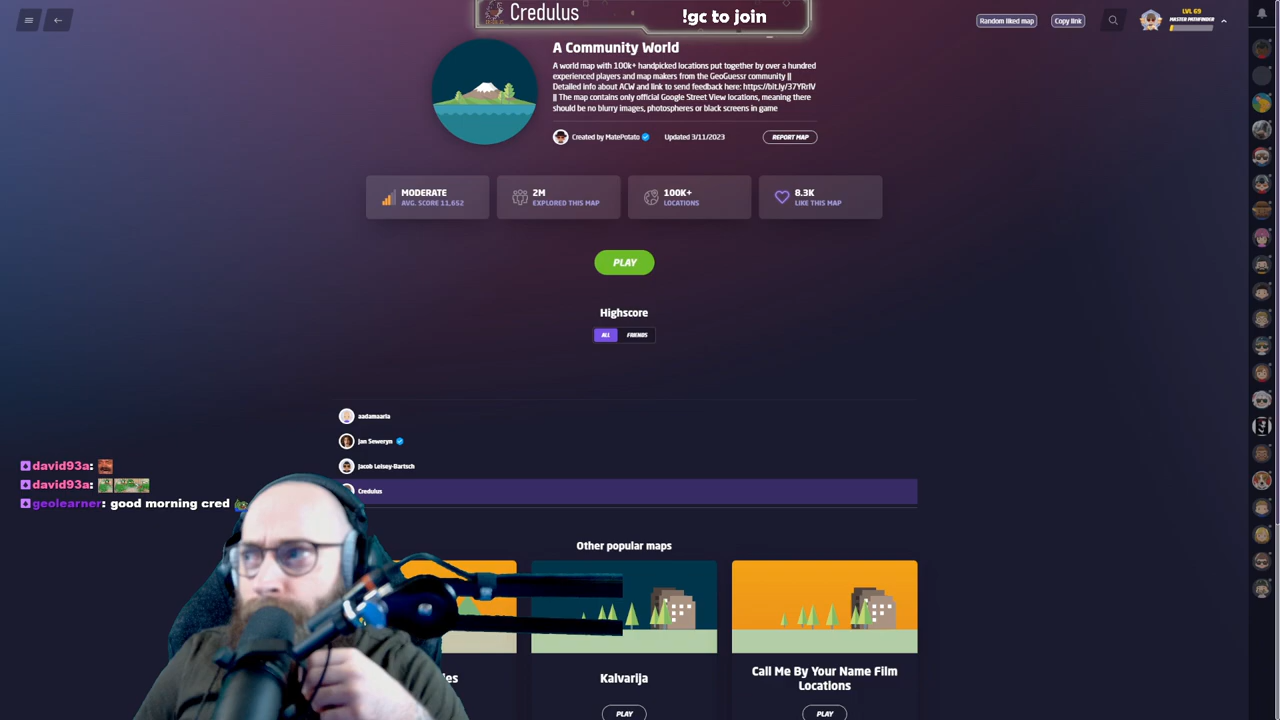 Credulus
!gc to join
Random liked map
Copy link
LVL 69
MASTER PATHFINDER
A Community World
A world map with 100k+ handpicked locations put together by over a hundred
experienced players and map makers from the GeoGuessr community ||
Detailed info about ACW and link to send feedback here: https://bit.ly/37YRrIV
|| The map contains only official Google Street View locations, meaning there
should be no blurry images, photospheres or black screens in game
Created by MatePotato
Updated 3/11/2023
REPORT MAP
MODERATE
AVG. SCORE 11,652
2M
EXPLORED THIS MAP
100K+
LOCATIONS
8.3K
LIKE THIS MAP
PLAY
Highscore
ALL
FRIENDS
aadamaaria
Jan Seweryn
Jacob Leisey-Bartsch
Credulus
david93a:
david93a:
geolearner: good morning cred
Other popular maps
Kalvarija
PLAY
Call Me By Your Name Film
Locations
PLAY